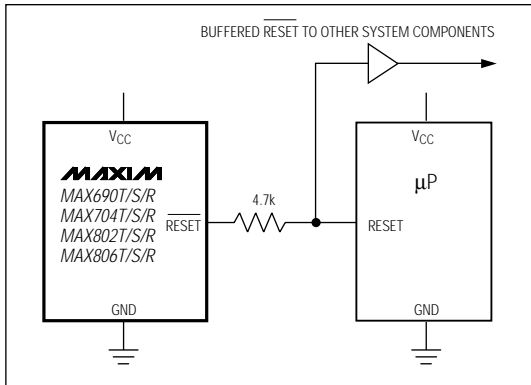 BUFFERED RESET TO OTHER SYSTEM COMPONENTS
VCC
MAXIM
MAX690T/S/R
MAX704T/S/R
MAX802T/S/R
MAX806T/S/R
RESET
GND
4.7k
VCC
μP
RESET
GND